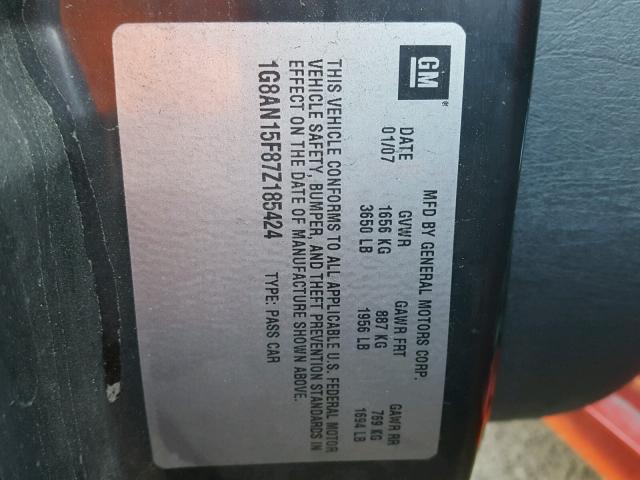 GM
®
MFD BY GENERAL MOTORS CORP.
DATE GVWR GAWR FRT GAWR RR
01/07 1656 KG 887 KG 769 KG
3650 LB 1956 LB 1694 LB
THIS VEHICLE CONFORMS TO ALL APPLICABLE U.S. FEDERAL MOTOR
VEHICLE SAFETY, BUMPER, AND THEFT PREVENTION STANDARDS IN
EFFECT ON THE DATE OF MANUFACTURE SHOWN ABOVE.
1G8AN15F87Z185424 TYPE: PASS CAR